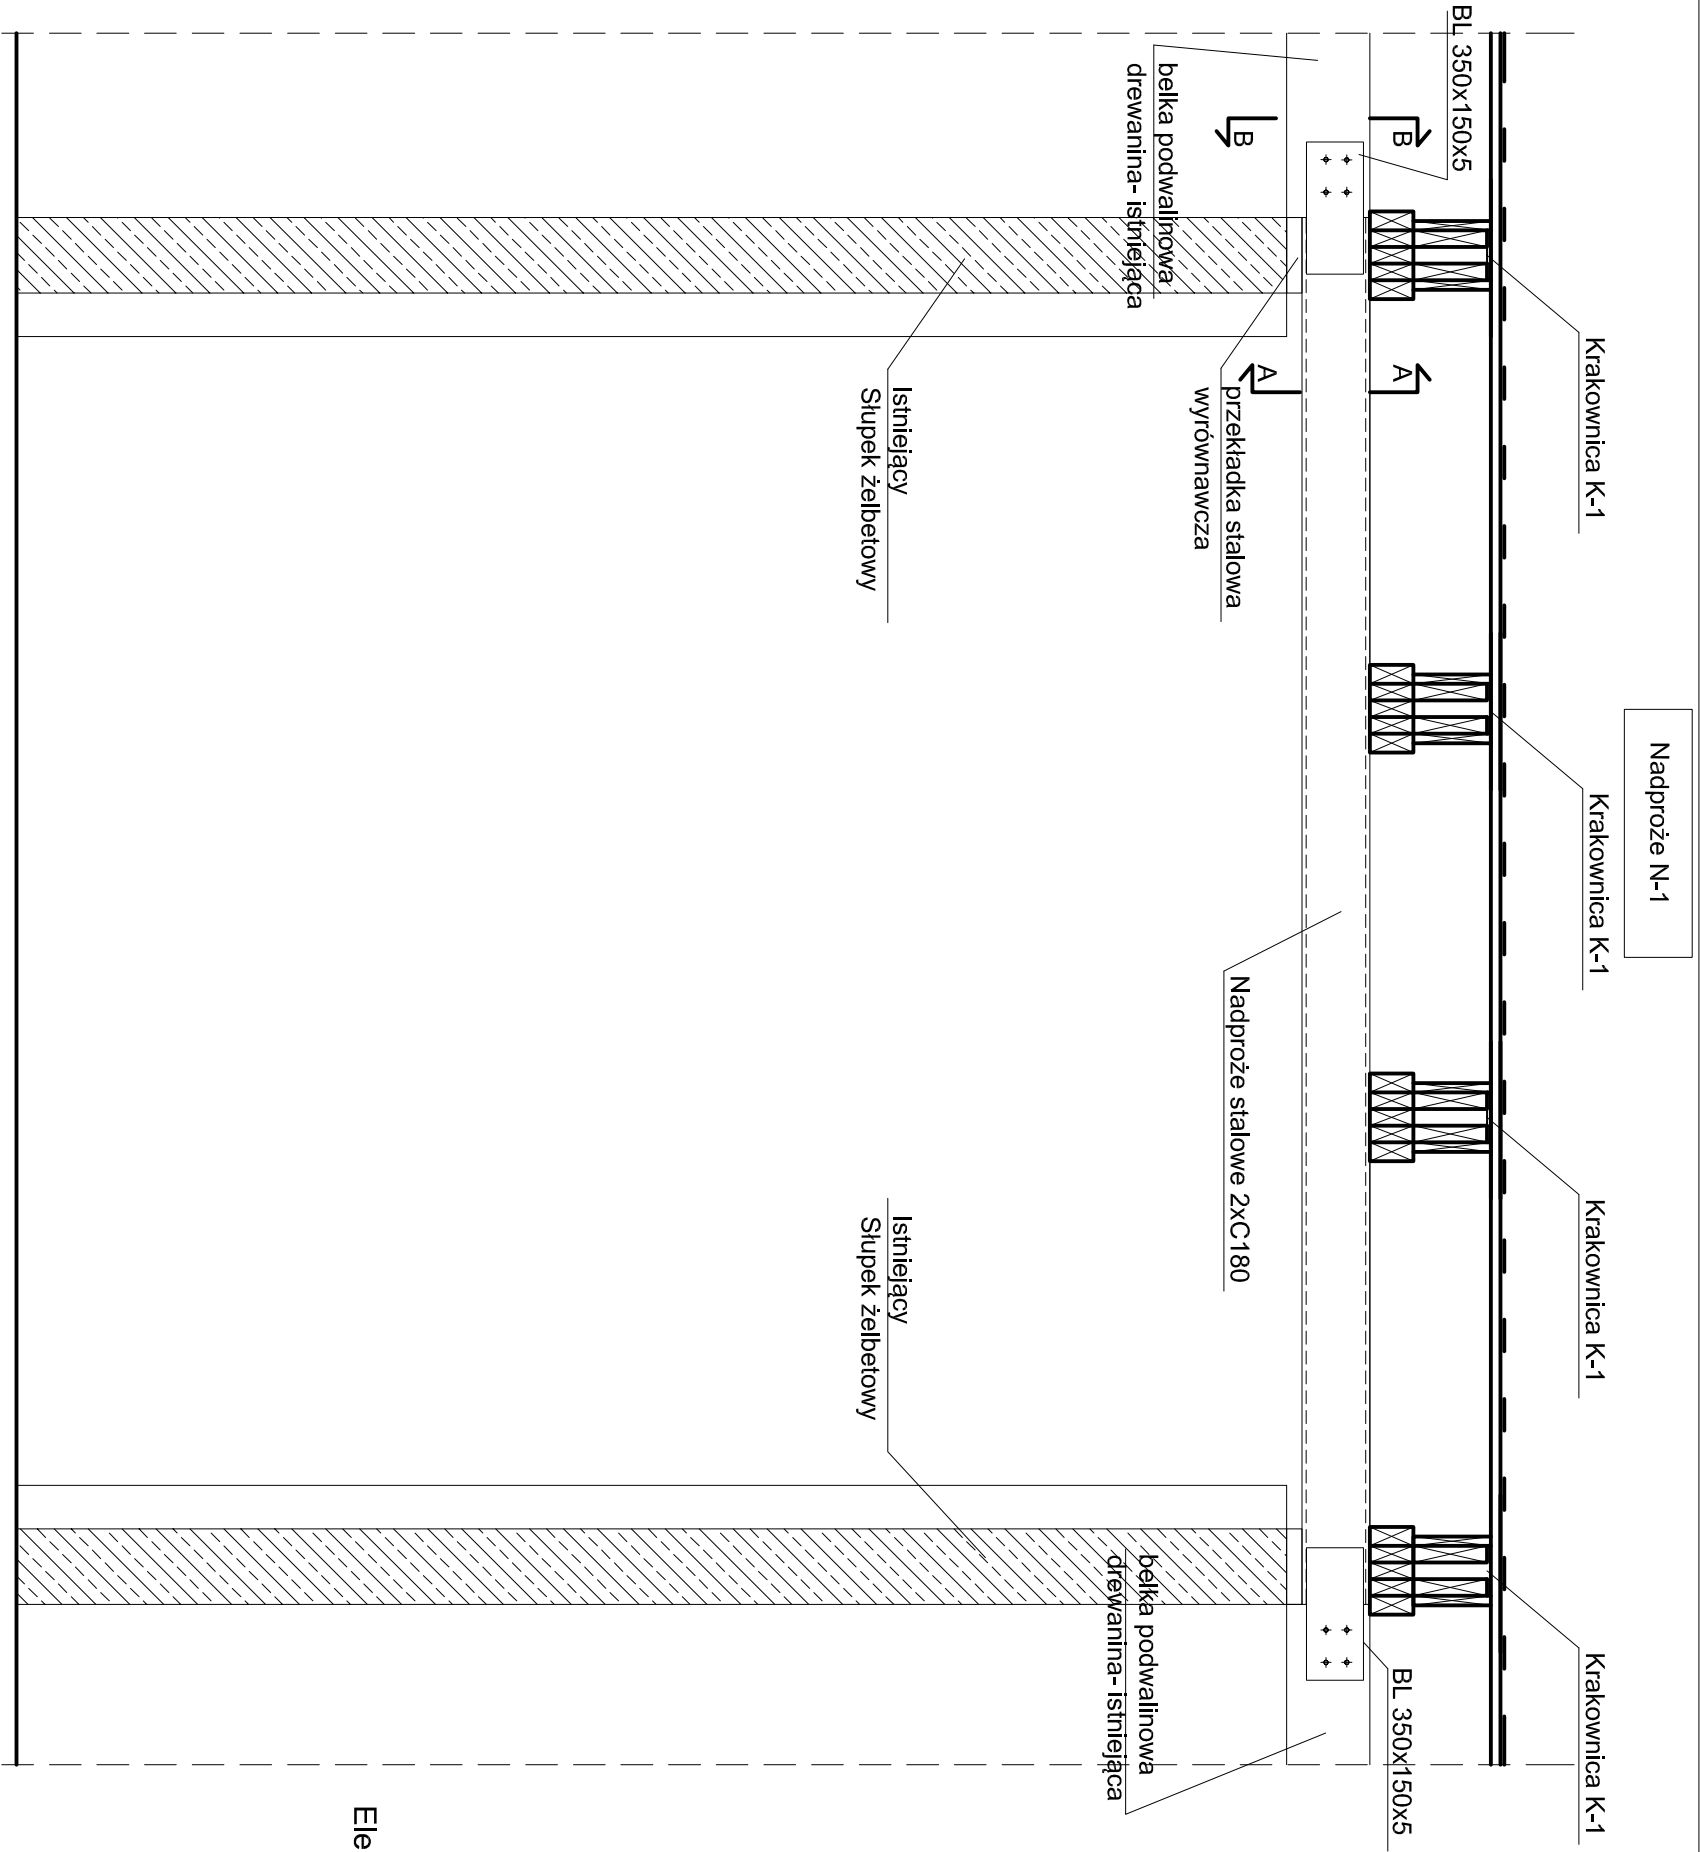 Nadproże N-1
Krakownica K-1
Krakownica K-1
Krakownica K-1
Krakownica K-1
BL 350x150x5
BL 350x150x5
B
A
B
A
belka podwalinowa
drewanina- istniejąca
przekładka stalowa
wyrównawcza
Nadproże stalowe 2xC180
belka podwalinowa
drewanina- istniejąca
Istniejący
Słupek żelbetowy
Istniejący
Słupek żelbetowy
Ele